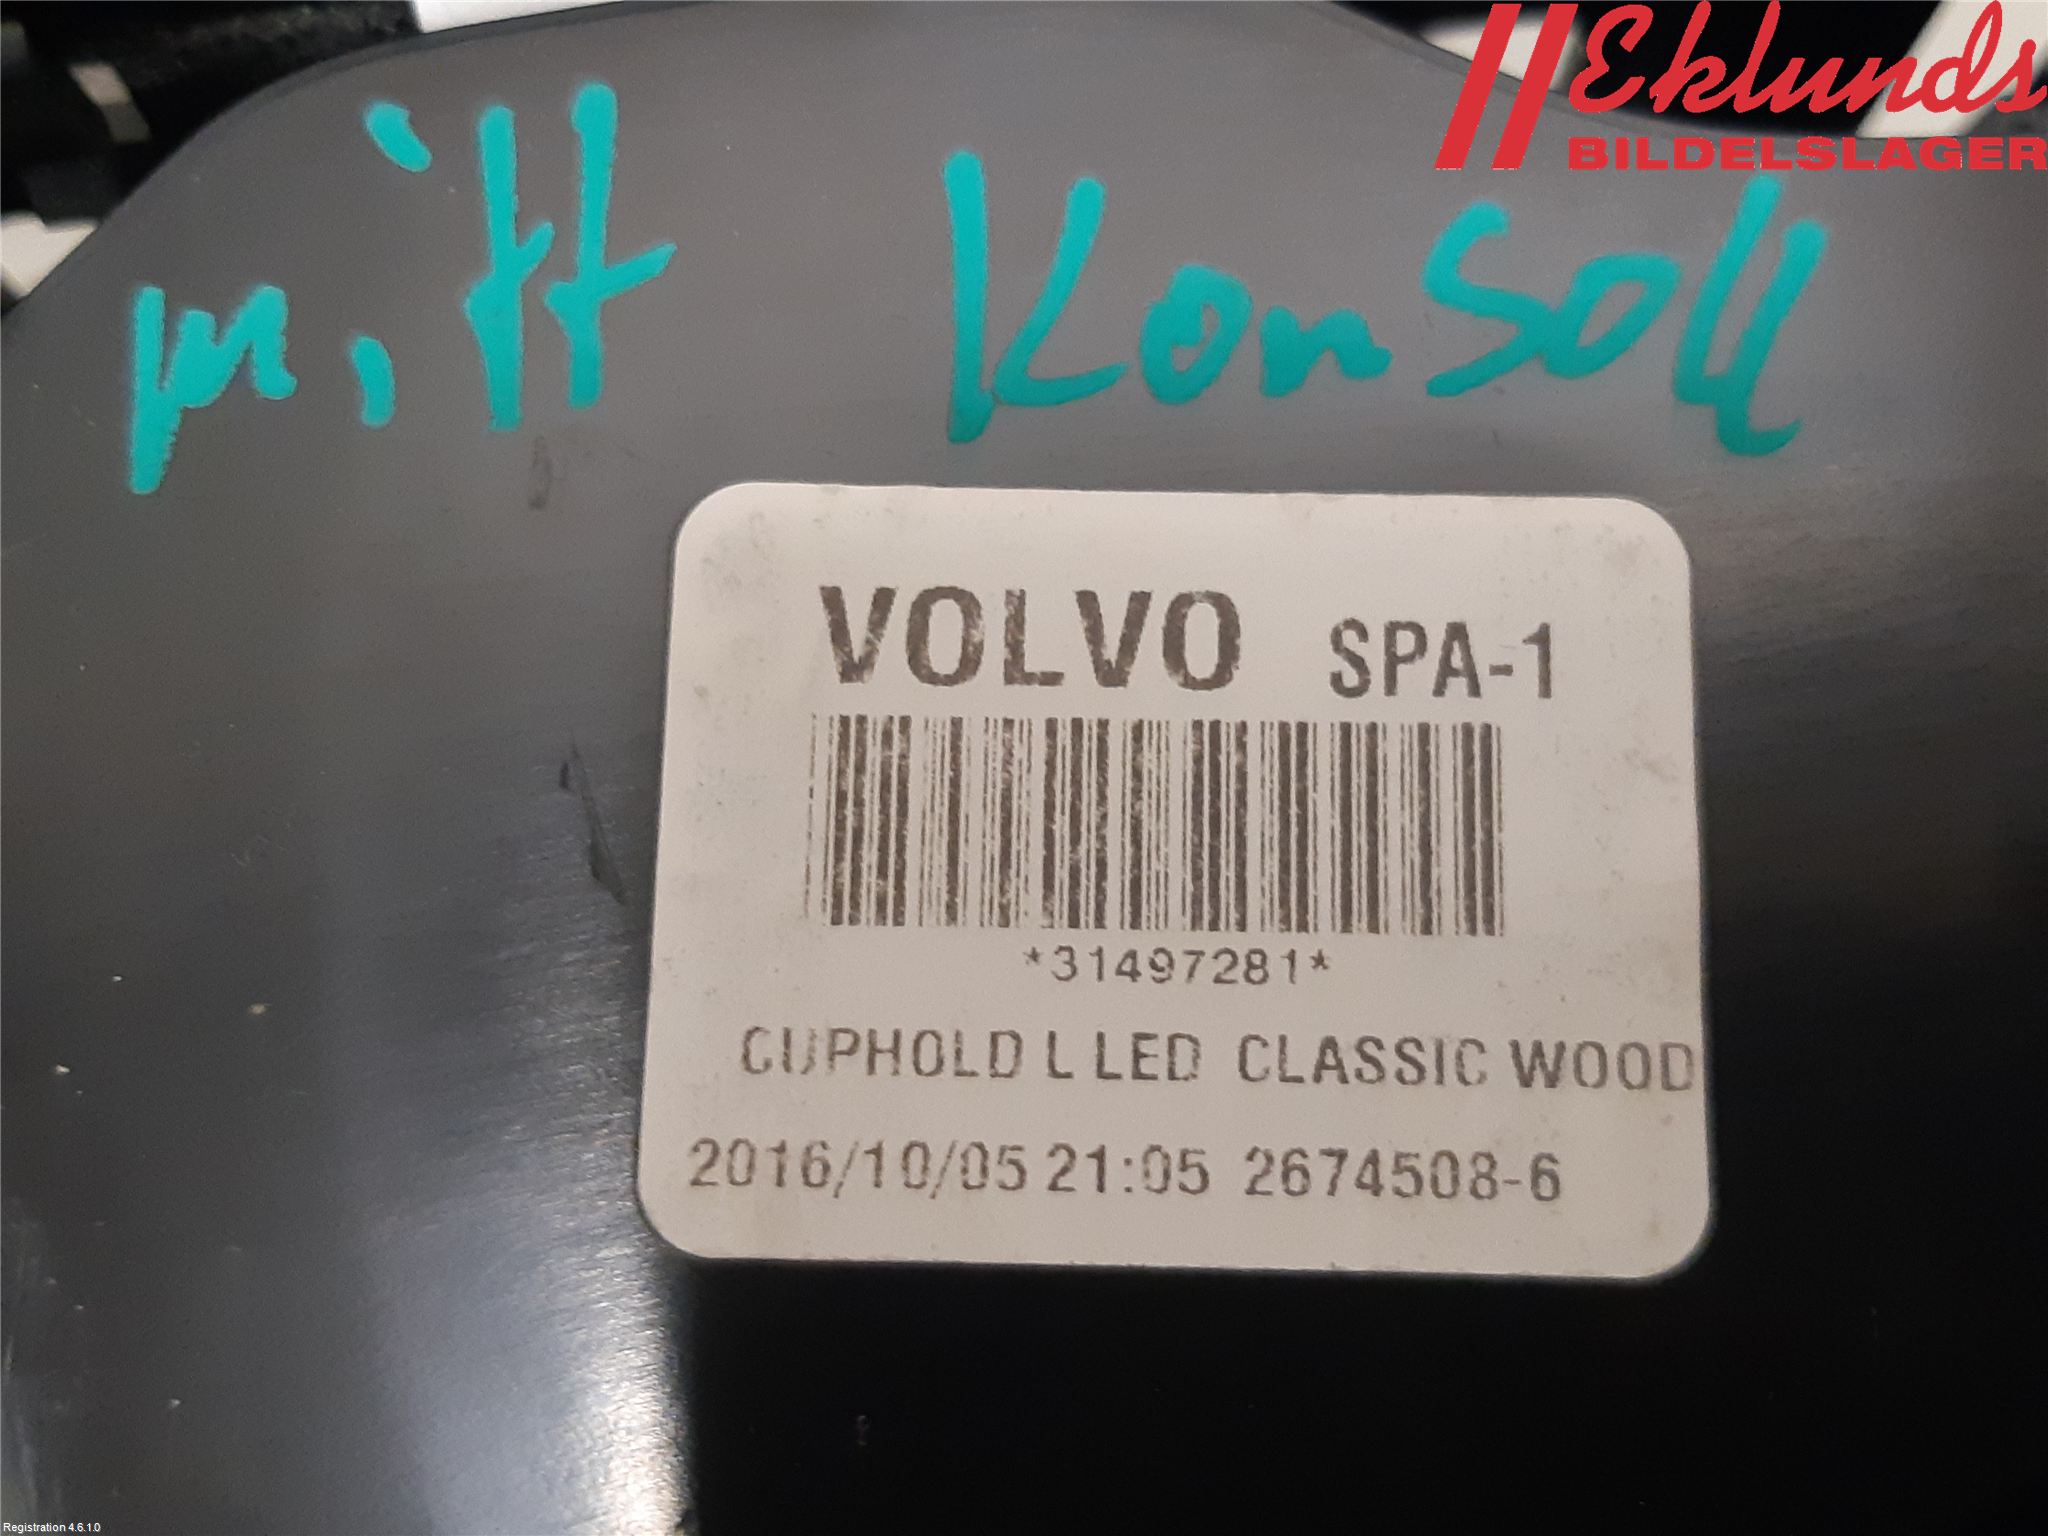 Eklunds
BILDELSLAGER
mitt Konsoll
VOLVO SPA-1
*31497281*
CUPHOLD L LED CLASSIC WOOD
2016/10/05 21:05 2674508-6
Registration 4.6.1.0